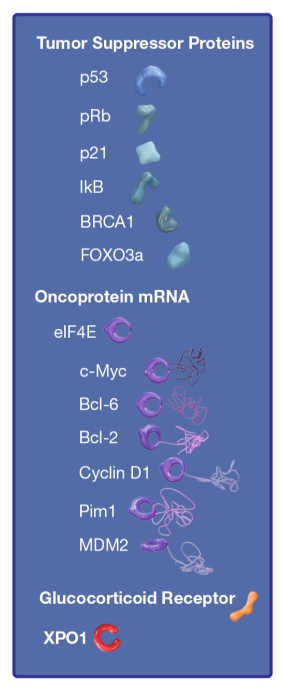 Tumor Suppressor Proteins
p53
pRb
p21
IkB
BRCA1
FOXO3a
Oncoprotein mRNA
eIF4E
c-Myc
Bcl-6
Bcl-2
Cyclin D1
Pim1
MDM2
Glucocorticoid Receptor
XPO1